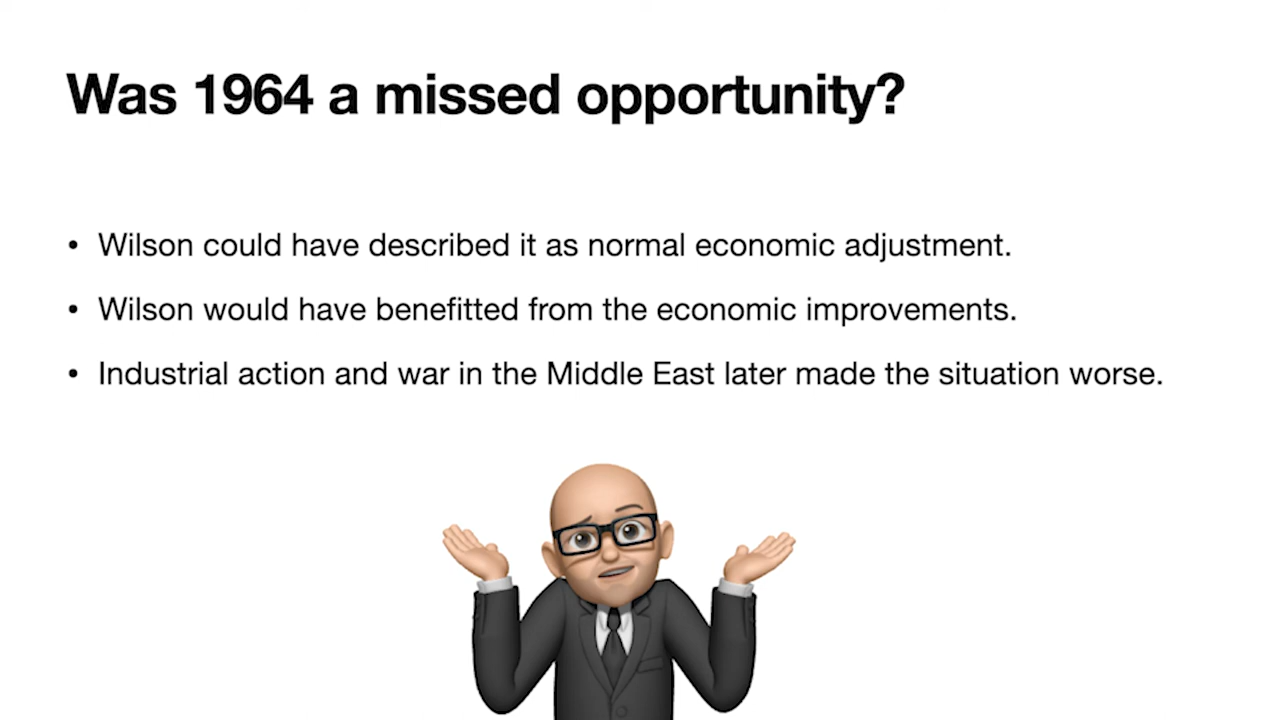 Was 1964 a missed opportunity?
• Wilson could have described it as normal economic adjustment.
• Wilson would have benefitted from the economic improvements.
• Industrial action and war in the Middle East later made the situation worse.